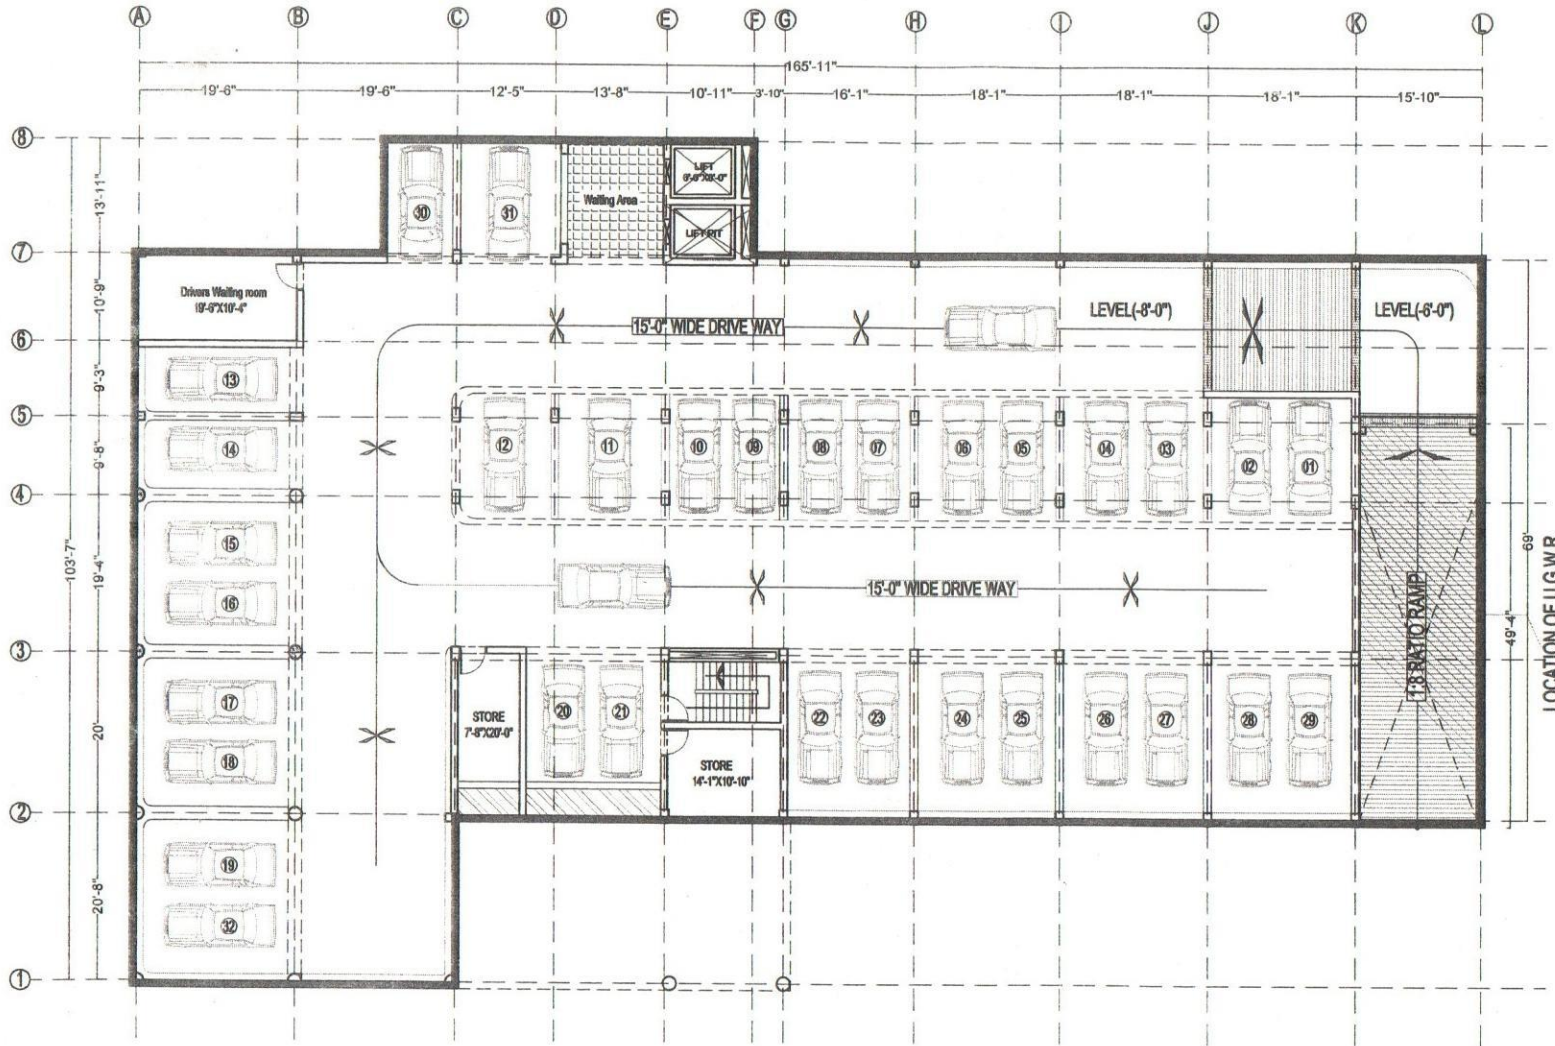 A B C D E F G H I J K L
165'-11"
19'-6" 19'-6" 12'-5" 13'-8" 10'-11" 3'-10" 16'-1" 18'-1" 18'-1" 18'-1" 15'-10"
8
13'-11"
30 31
Waiting Area
LIFT
LIFT PIT
7
10'-9"
Drivers Waiting room
19'-6"X10'-4"
LEVEL(-8'-0")
LEVEL(-6'-0")
15'-0" WIDE DRIVE WAY
6
9'-3"
13
5
9'-8"
14
12 11 10 09 08 07 06 05 04 03 02 01
4
103'-7"
19'-4"
15
16
15'-0" WIDE DRIVE WAY
69'-
49'-4"
1:8 RATIO RAMP
LOCATION OF U.G.W.R
3
20'
17
18
STORE
7'-8"X20'-0"
20 21
STORE
14'-1"X10'-10"
22 23 24 25 26 27 28 29
2
20'-8"
19
32
1